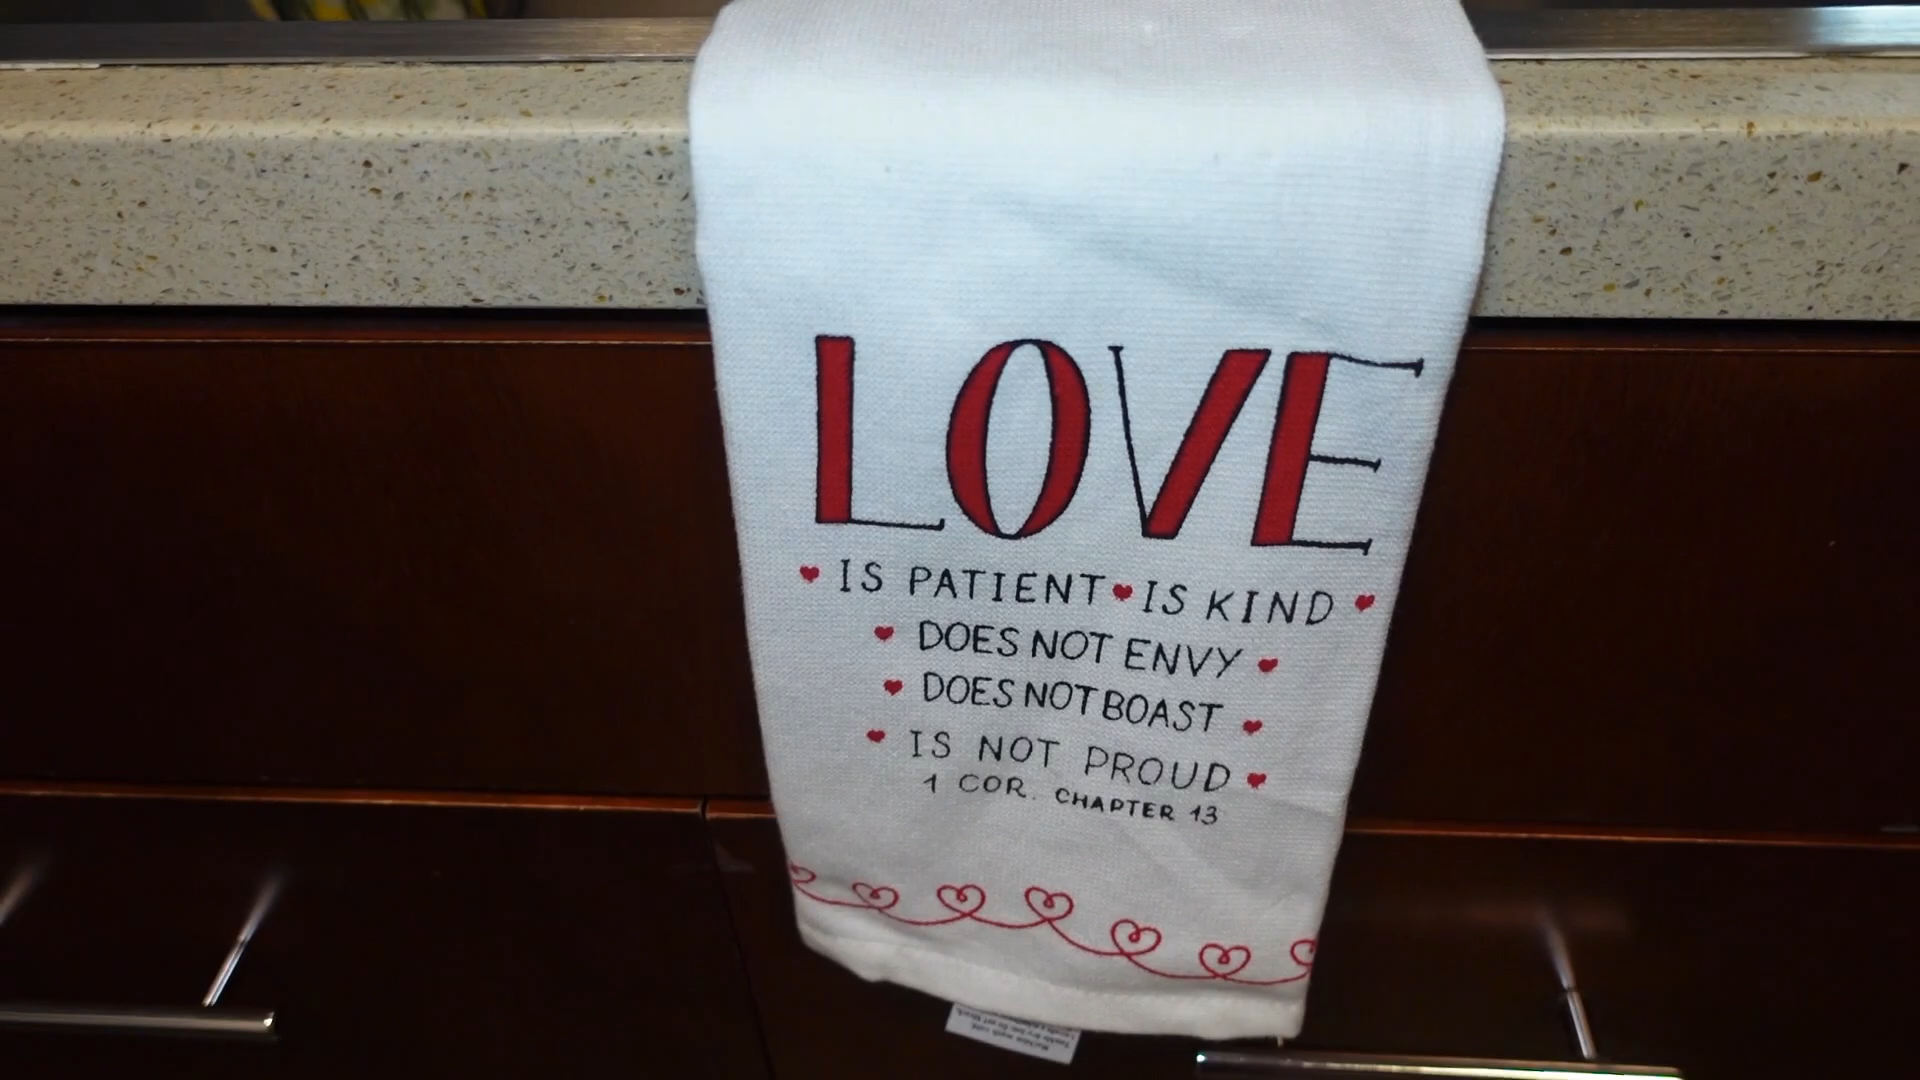 LOVE
IS PATIENT IS KIND
DOES NOT ENVY
DOES NOT BOAST
IS NOT PROUD
1 COR. CHAPTER 13